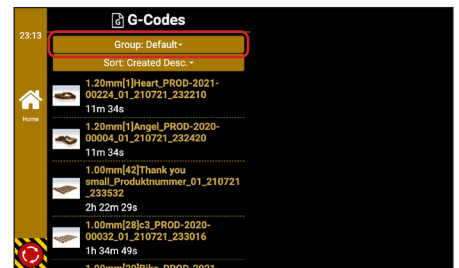 G-Codes
23:13
Group: Default
Sort: Created Desc.
1.20mm[1]Heart_PROD-2021-
00224_01_210721_232210
11m 34s
Home
1.20mm[1]Angel_PROD-2020-
00004_01_210721_232420
11m 34s
1.00mm[42]Thank you
small_Produktnummer_01_210721
_233532
2h 22m 29s
1.00mm[28]c3_PROD-2020-
00032_01_210721_233016
1h 34m 49s